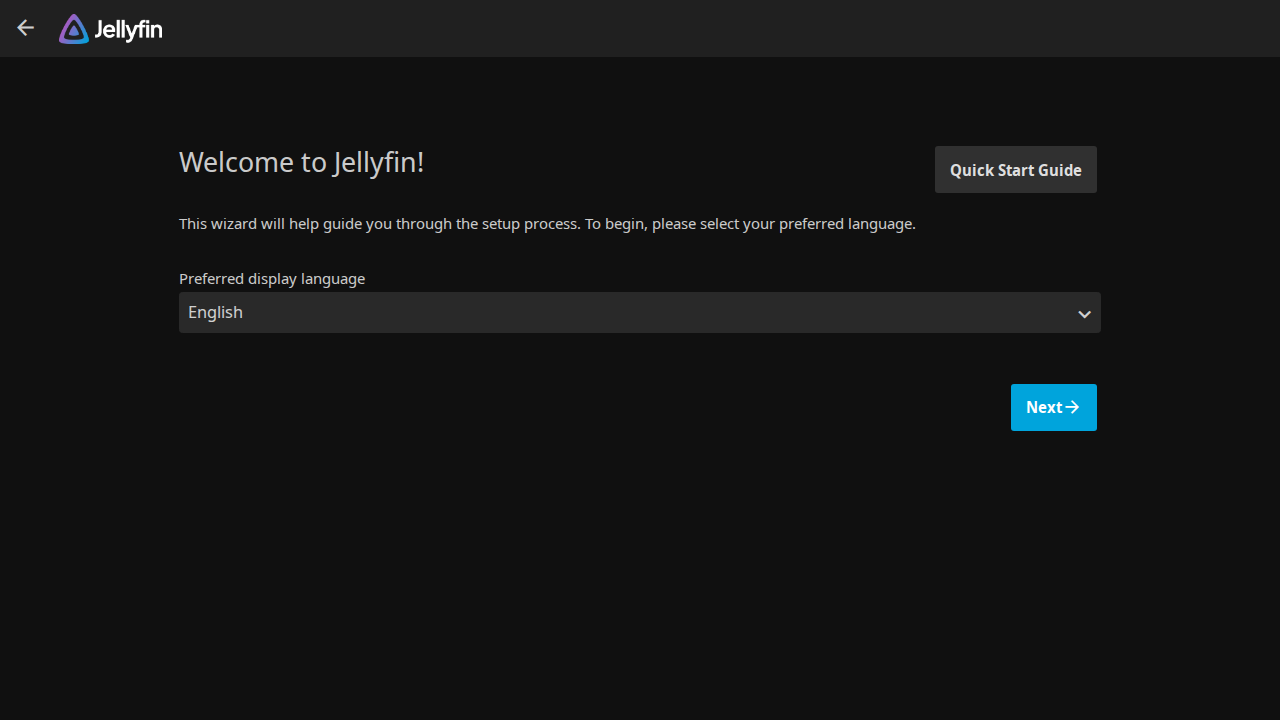 Jellyfin
Welcome to Jellyfin!
Quick Start Guide
This wizard will help guide you through the setup process. To begin, please select your preferred language.
Preferred display language
English
Next